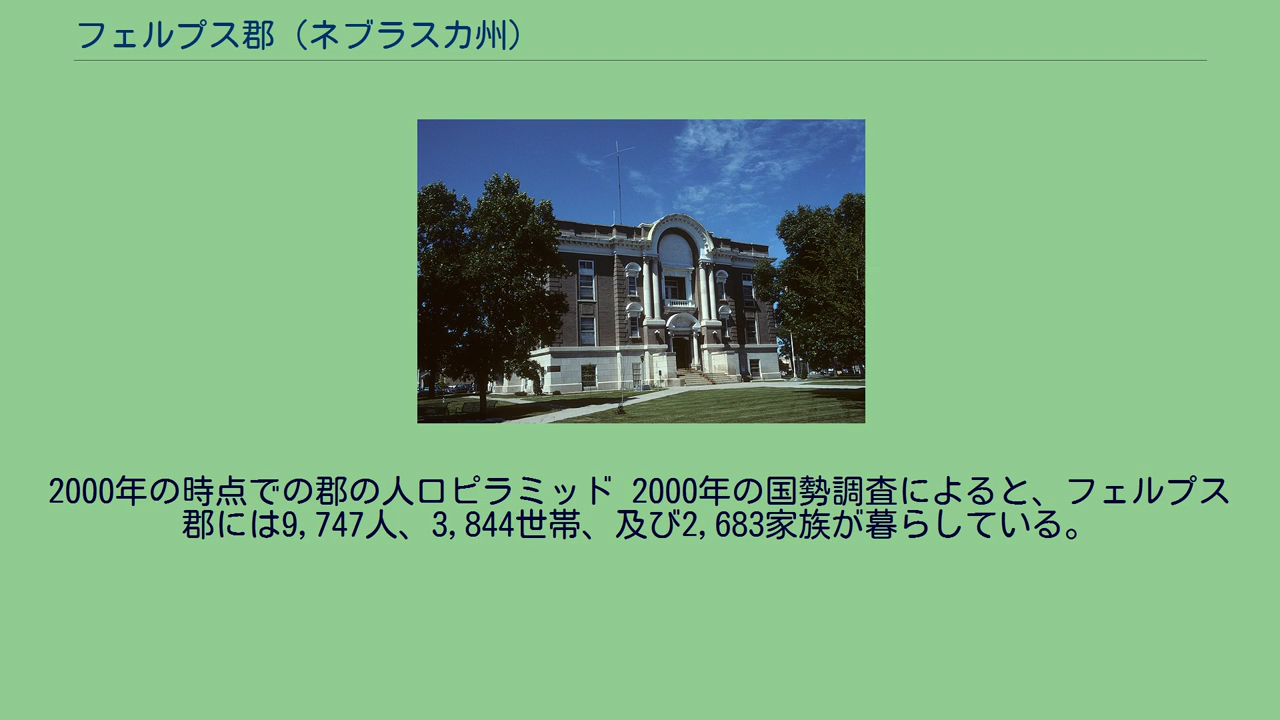 フェルプス郡（ネブラスカ州）
2000年の時点での郡の人口ピラミッド 2000年の国勢調査によると、フェルプス
郡には9,747人、3,844世帯、及び2,683家族が暮らしている。